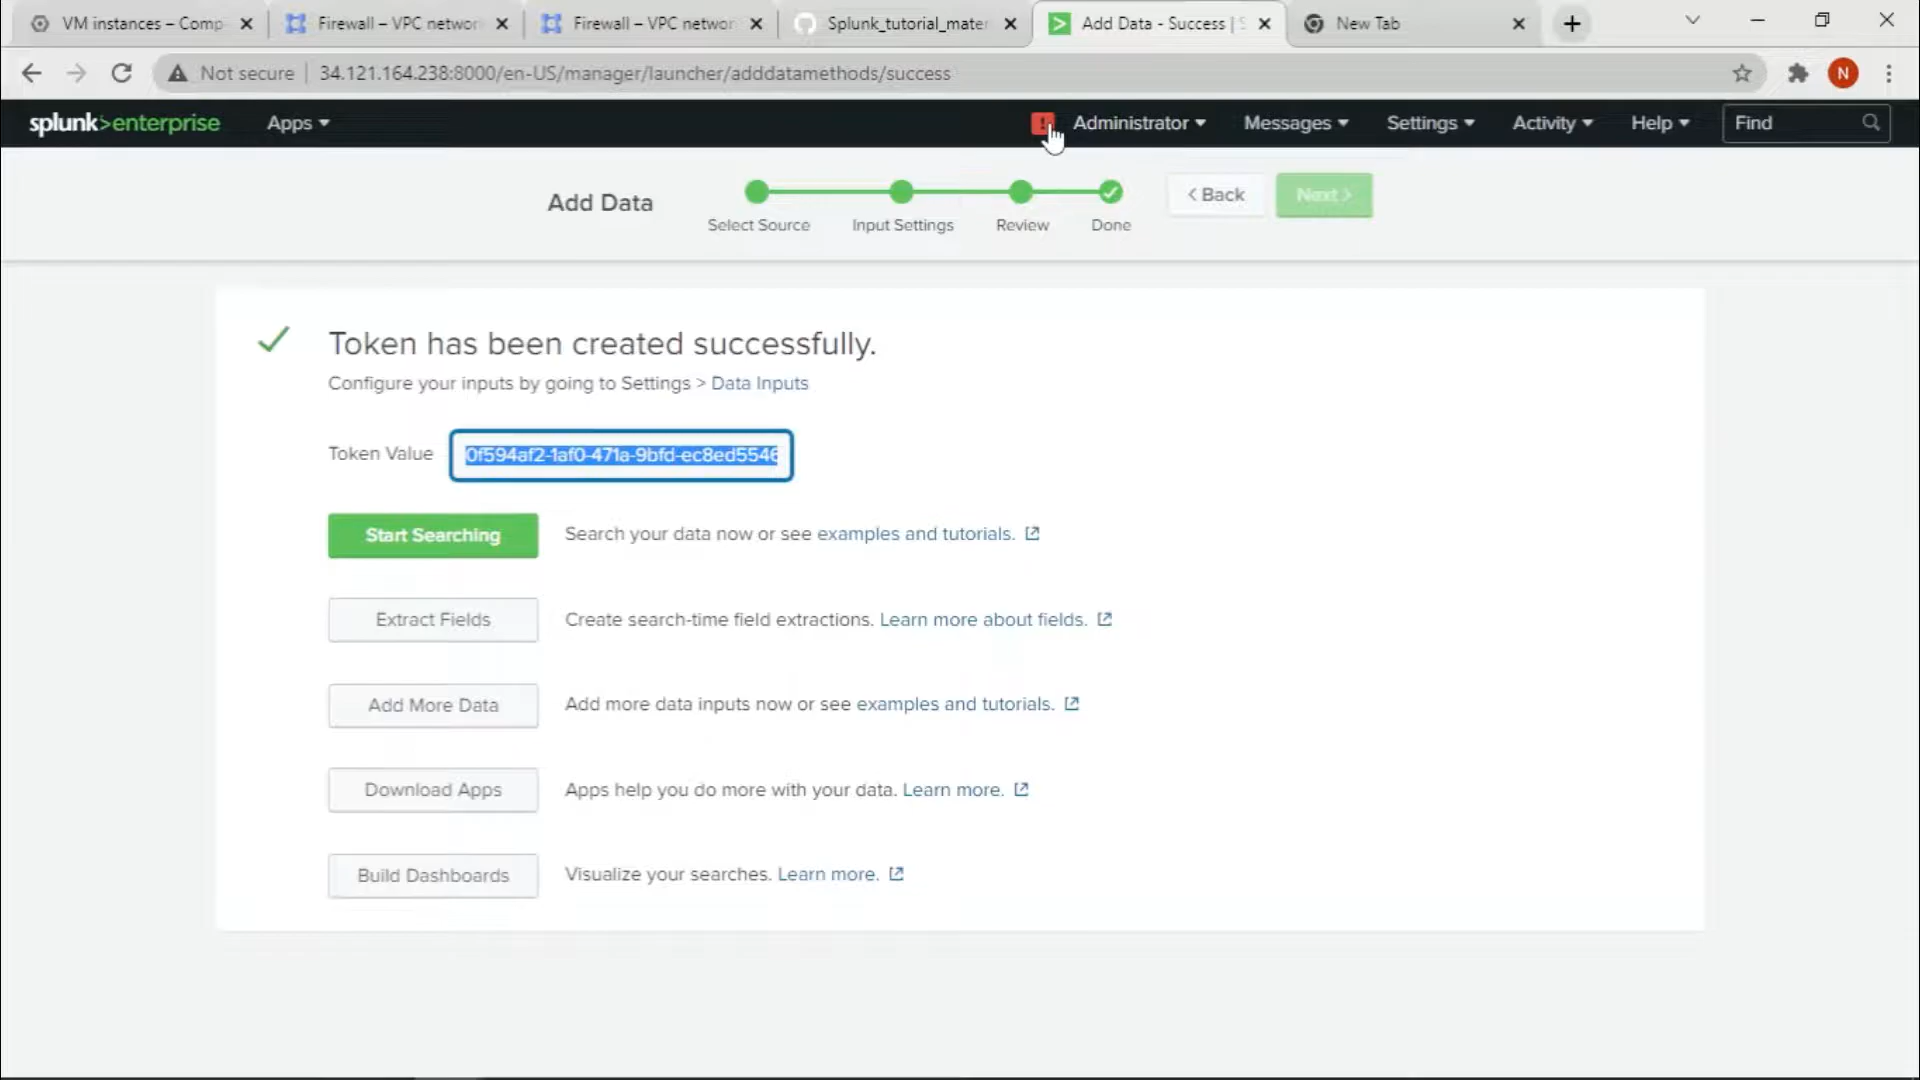 VM instances – Comp
Firewall – VPC networ
Firewall – VPC networ
Splunk_tutorial_mater
Add Data - Success | S
New Tab
Not secure
34.121.164.238:8000/en-US/manager/launcher/adddatamethods/success
N
splunk>enterprise
Apps
!
Administrator
Messages
Settings
Activity
Help
Find
Add Data
Select Source
Input Settings
Review
Done
< Back
Next >
Token has been created successfully.
Configure your inputs by going to Settings > Data Inputs
Token Value
0f594af2-1af0-471a-9bfd-ec8ed5546
Start Searching
Search your data now or see examples and tutorials.
Extract Fields
Create search-time field extractions. Learn more about fields.
Add More Data
Add more data inputs now or see examples and tutorials.
Download Apps
Apps help you do more with your data. Learn more.
Build Dashboards
Visualize your searches. Learn more.